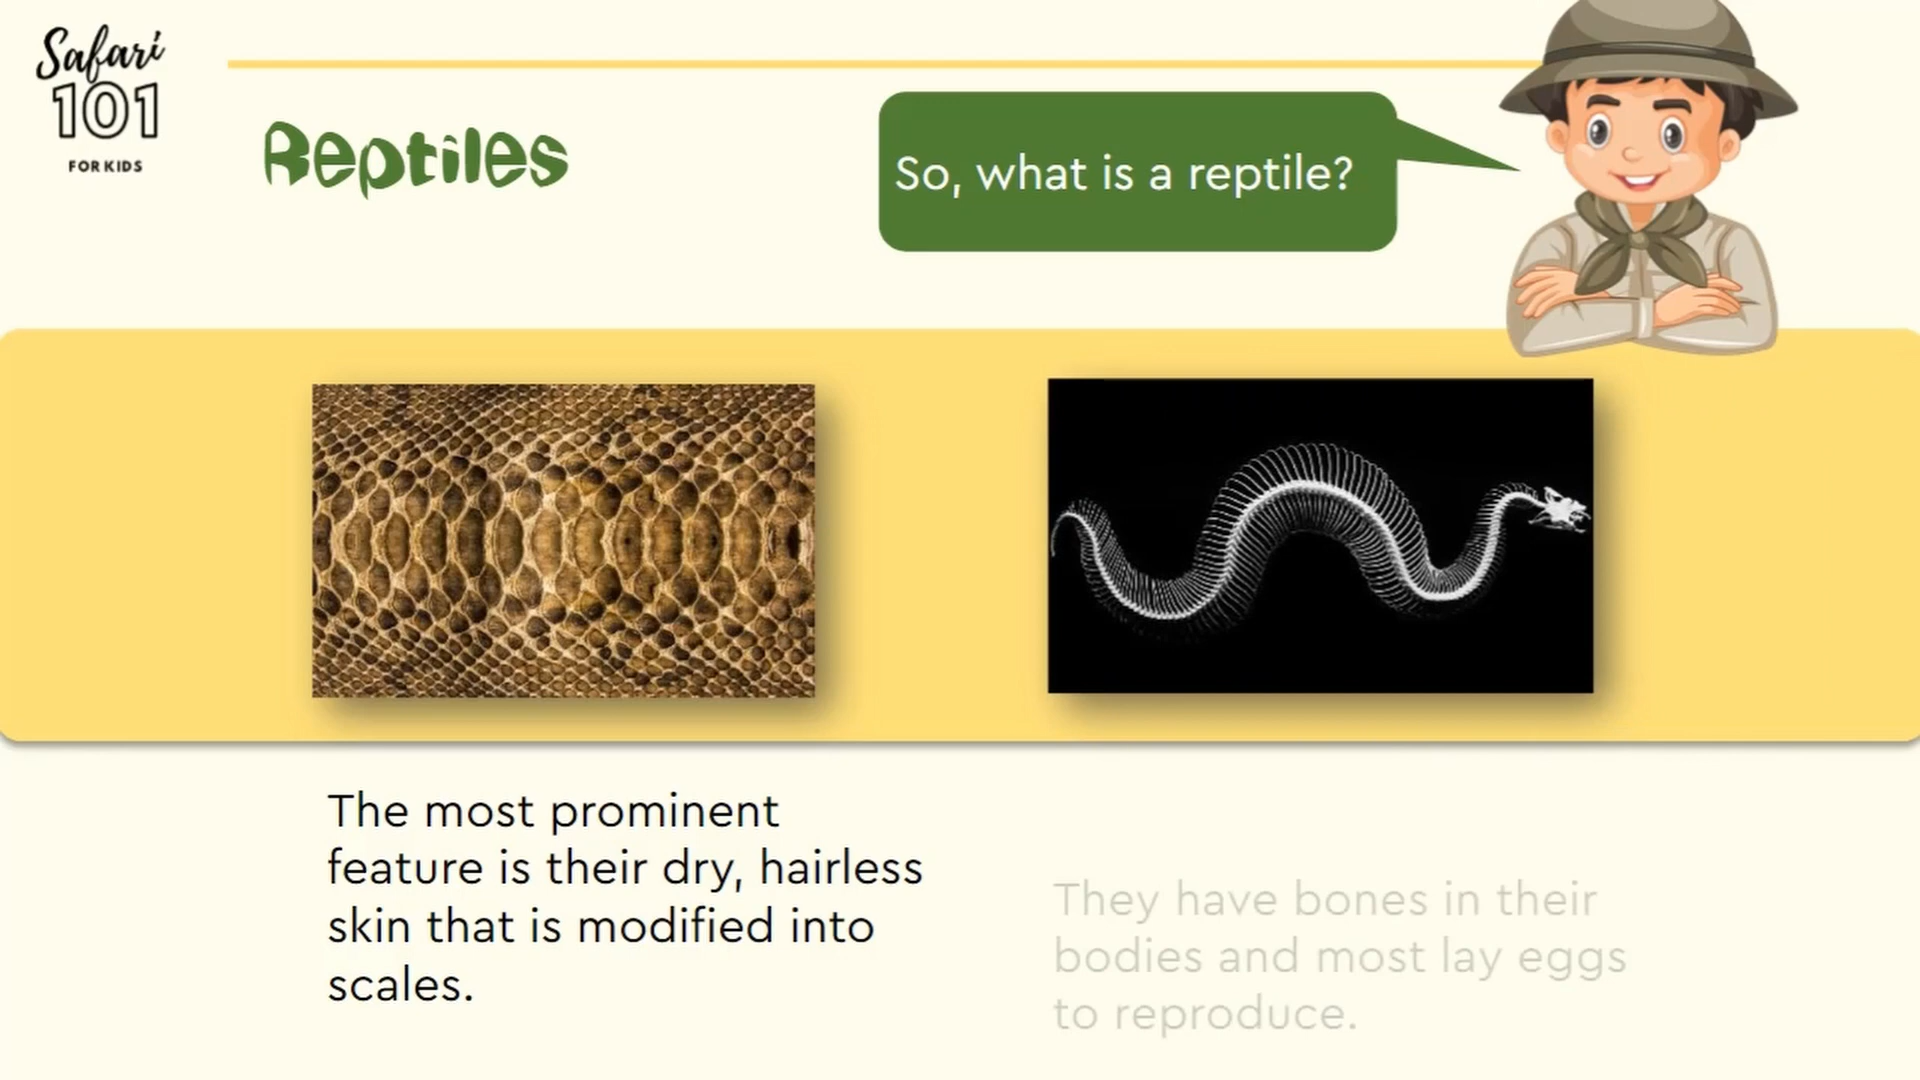 Safari
101
FOR KIDS
Reptiles
So, what is a reptile?
The most prominent
feature is their dry, hairless
skin that is modified into
scales.
They have bones in their
bodies and most lay eggs
to reproduce.